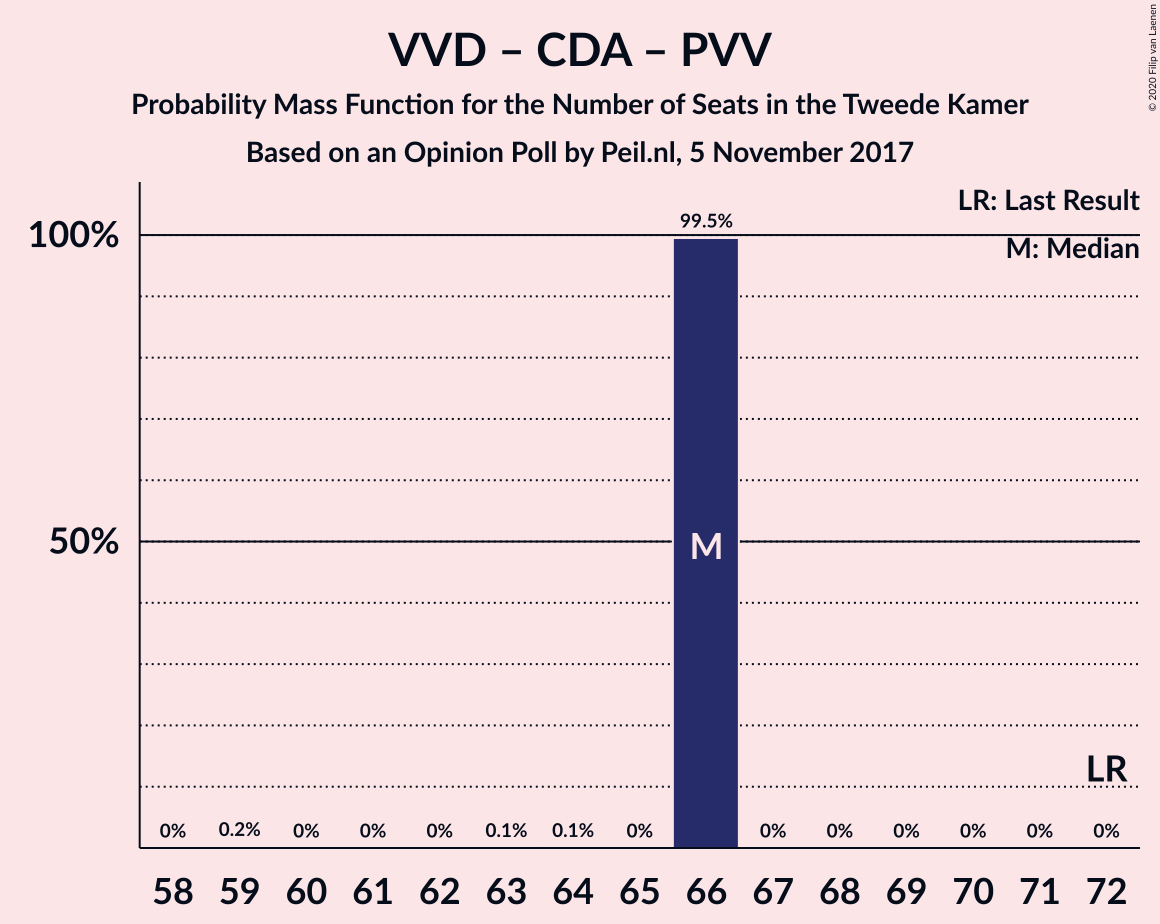 VVD – CDA – PVV
Probability Mass Function for the Number of Seats in the Tweede Kamer
Based on an Opinion Poll by Peil.nl, 5 November 2017
© 2020 Filip van Laenen
LR: Last Result
M: Median
100%
50%
99.5%
M
LR
0% 0.2% 0% 0% 0% 0.1% 0.1% 0% 0% 0% 0% 0% 0% 0%
58 59 60 61 62 63 64 65 66 67 68 69 70 71 72